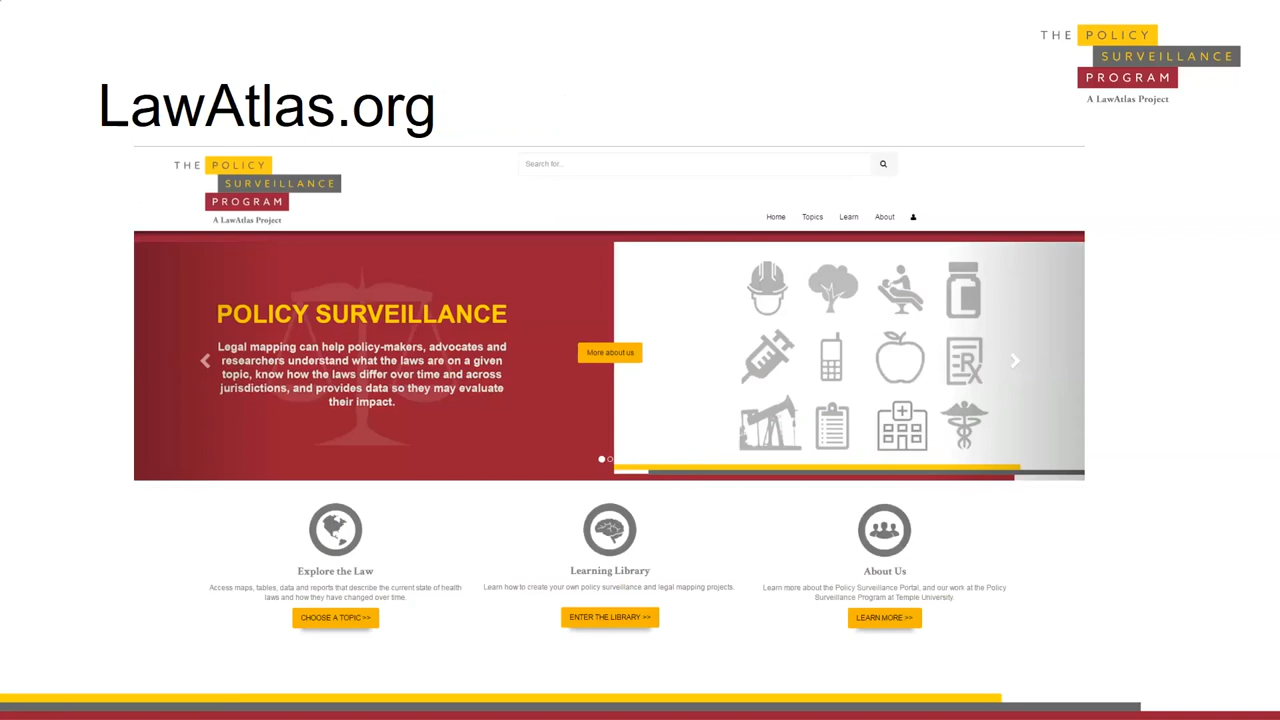 THE POLICY
SURVEILLANCE
PROGRAM
A LawAtlas Project
LawAtlas.org
THE POLICY
SURVEILLANCE
PROGRAM
A LawAtlas Project
Search for...
Home Topics Learn About
POLICY SURVEILLANCE
Legal mapping can help policy-makers, advocates and
researchers understand what the laws are on a given
topic, know how the laws differ over time and across
jurisdictions, and provides data so they may evaluate
their impact.
More about us
Rx
Explore the Law
Access maps, tables, data and reports that describe the current state of health
laws and how they have changed over time.
CHOOSE A TOPIC >>
Learning Library
Learn how to create your own policy surveillance and legal mapping projects.
ENTER THE LIBRARY >>
About Us
Learn more about the Policy Surveillance Portal, and our work at the Policy
Surveillance Program at Temple University.
LEARN MORE >>